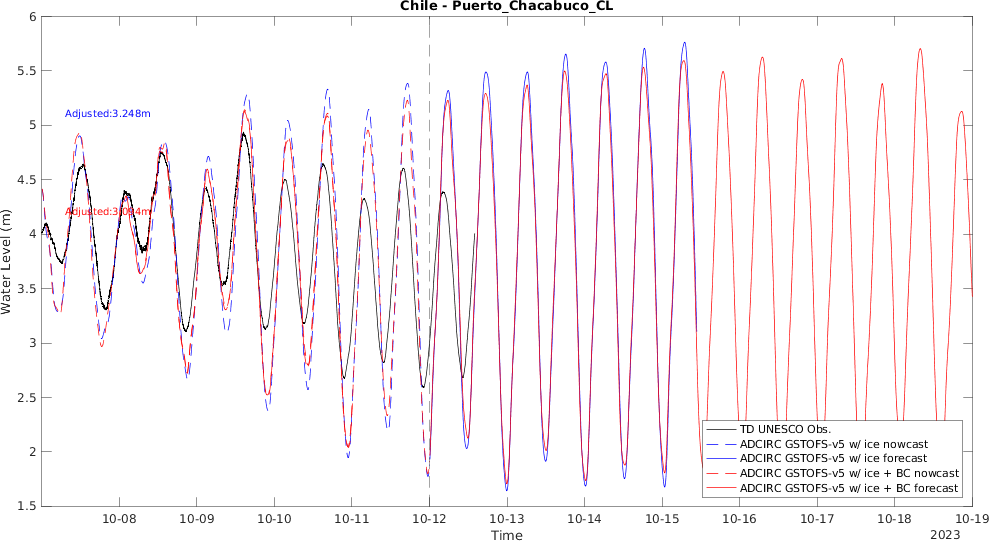 Chile - Puerto_Chacabuco_CL
Water Level (m)
6
5.5
5
4.5
4
3.5
3
2.5
2
1.5
Adjusted:3.248m
TD UNESCO Obs.
ADCIRC GSTOFS-v5 w/ ice nowcast
ADCIRC GSTOFS-v5 w/ ice forecast
ADCIRC GSTOFS-v5 w/ ice + BC nowcast
ADCIRC GSTOFS-v5 w/ ice + BC forecast
10-08
10-09
10-10
10-11
10-12
10-13
10-14
10-15
10-16
10-17
10-18
10-19
Time
2023